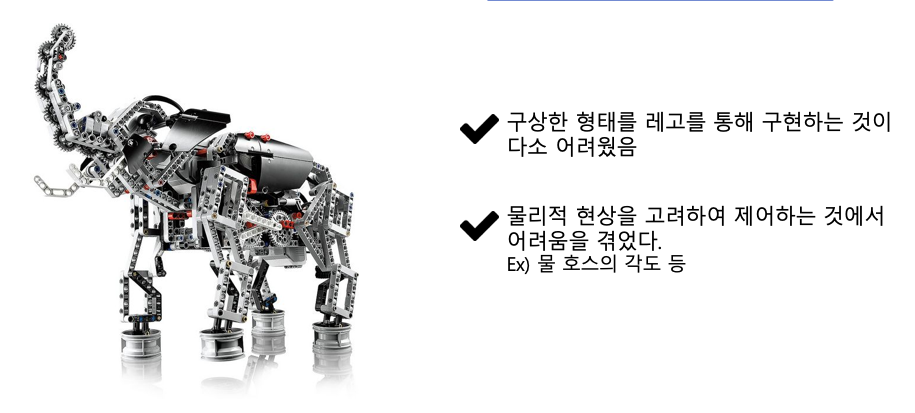 구상한 형태를 레고를 통해 구현하는 것이
다소 어려웠음
물리적 현상을 고려하여 제어하는 것에서
어려움을 겪었다.
Ex) 물 호스의 각도 등